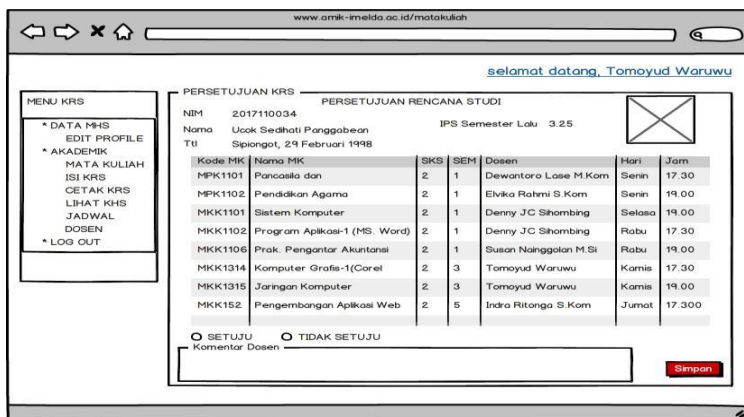 www.amik-imelda.ac.id/matakuliah
selamat datang, Tomoyud Waruwu
MENU KRS
* DATA MHS
EDIT PROFILE
* AKADEMIK
MATA KULIAH
ISI KRS
CETAK KRS
LIHAT KHS
JADWAL
DOSEN
* LOG OUT
PERSETUJUAN KRS
PERSETUJUAN RENCANA STUDI
NIM 2017110034
Nama Ucok Sedihati Panggabean
IPS Semester Lalu 3.25
Ttl Sipiongot, 29 Februari 1998
Kode MK Nama MK SKS SEM Dosen Hari Jam
MPK1101 Pancasila dan 2 1 Dewantoro Lase M.Kom Senin 17.30
MPK1102 Pendidikan Agama 2 1 Elvika Rahmi S.Kom Senin 19.00
MKK1101 Sistem Komputer 2 1 Denny JC Sihombing Selasa 19.00
MKK1102 Program Aplikasi-1 (MS. Word) 2 1 Denny JC Sihombing Rabu 17.30
MKK1106 Prak. Pengantar Akuntansi 2 1 Susan Nainggolan M.Si Rabu 19.00
MKK1314 Komputer Grafis-1(Corel 2 3 Tomoyud Waruwu Kamis 17.30
MKK1315 Jaringan Komputer 2 3 Tomoyud Waruwu Kamis 19.00
MKK152 Pengembangan Aplikasi Web 2 5 Indra Ritonga S.Kom Jumat 17.300
SETUJU TIDAK SETUJU
Komentar Dosen
Simpan